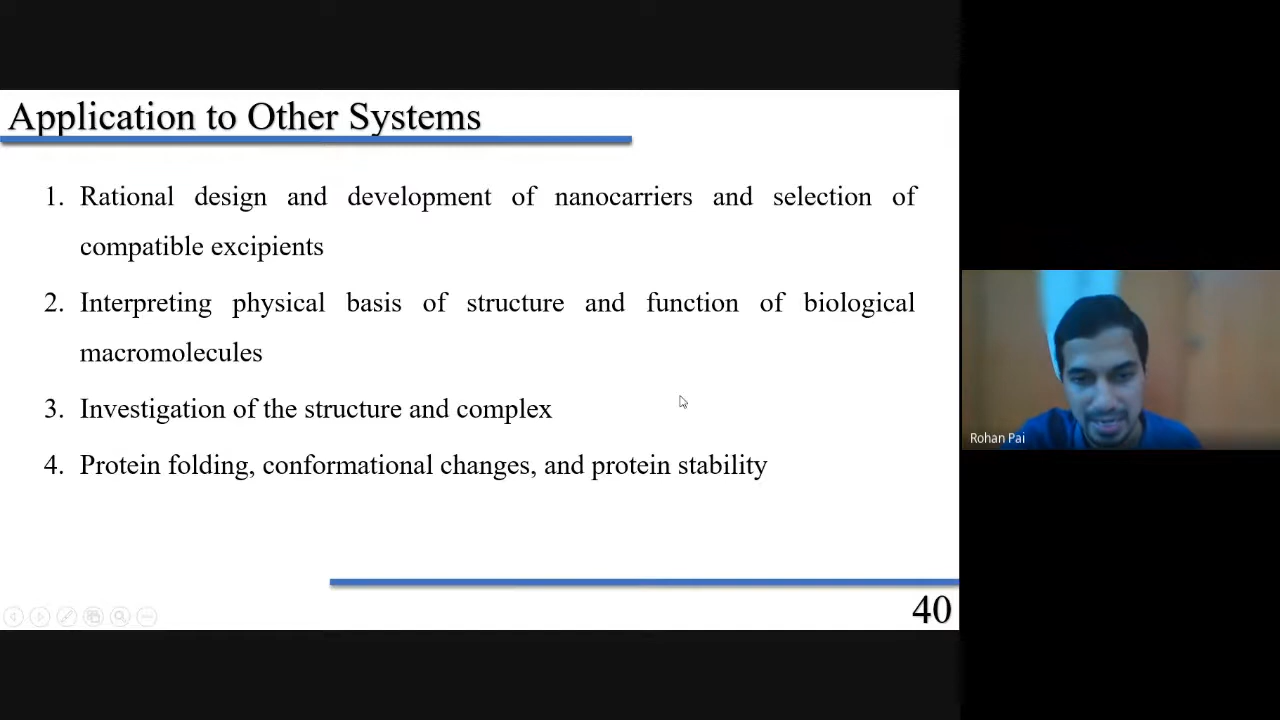 Application to Other Systems
1. Rational design and development of nanocarriers and selection of
compatible excipients
2. Interpreting physical basis of structure and function of biological
macromolecules
3. Investigation of the structure and complex
4. Protein folding, conformational changes, and protein stability
40
Rohan Pai